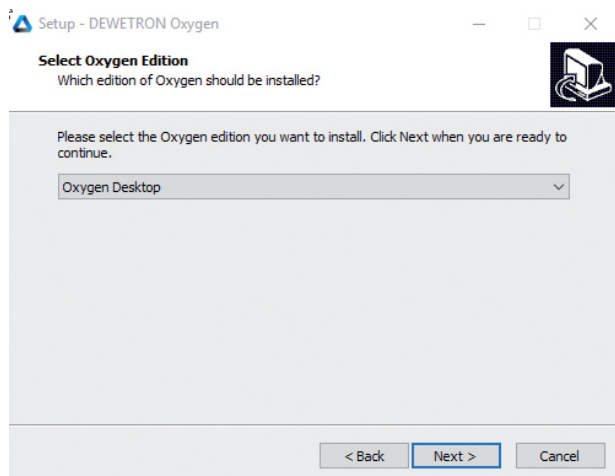 Setup - DEWETRON Oxygen
Select Oxygen Edition
Which edition of Oxygen should be installed?
Please select the Oxygen edition you want to install. Click Next when you are ready to
continue.
Oxygen Desktop
< Back
Next >
Cancel